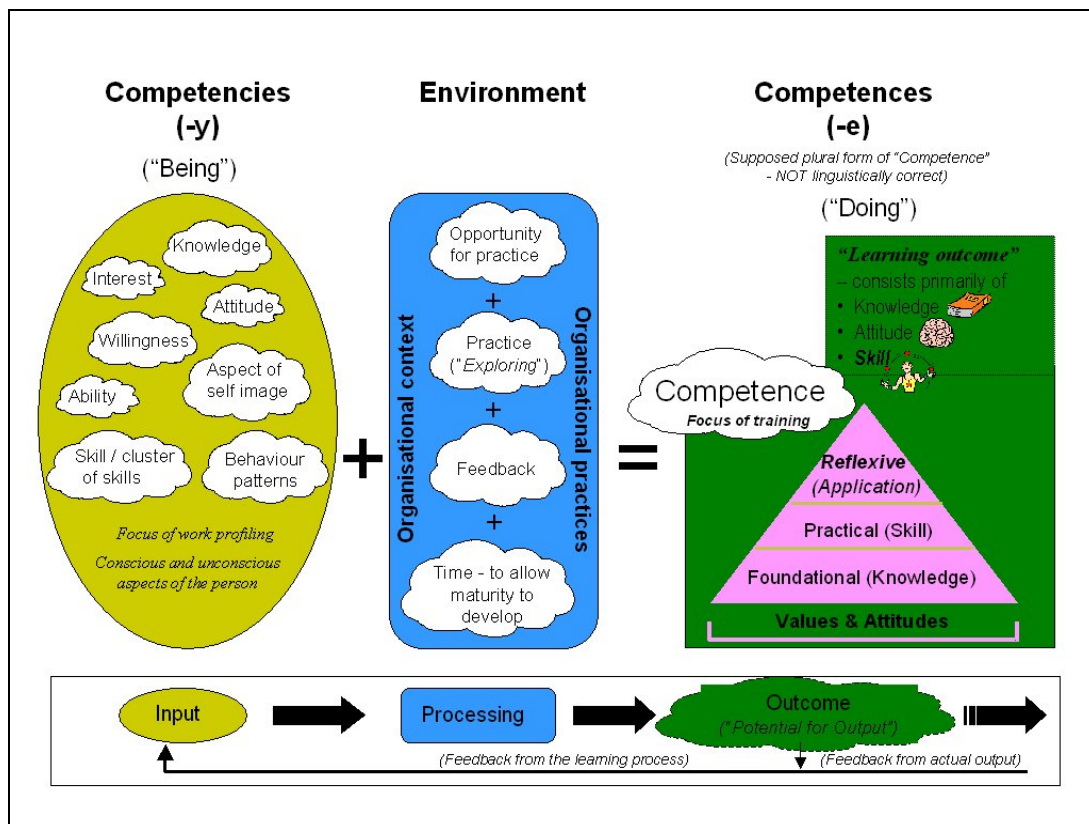 Competencies
(-y)
("Being")
Knowledge
Interest
Attitude
Willingness
Aspect of
self image
Ability
Skill / cluster
of skills
Behaviour
patterns
Focus of work profiling
Conscious and unconscious
aspects of the person
+
Environment
Organisational context
Opportunity
for practice
+
Practice
("Exploring")
+
Feedback
+
Time - to allow
maturity to
develop
Organisational practices
=
Competences
(-e)
(Supposed plural form of "Competence"
- NOT linguistically correct)
("Doing")
"Learning outcome"
– consists primarily of
• Knowledge
• Attitude
• Skill
Competence
Focus of training
Reflexive
(Application)
Practical (Skill)
Foundational (Knowledge)
Values & Attitudes
Input
Processing
Outcome
("Potential for Output")
(Feedback from the learning process)
(Feedback from actual output)